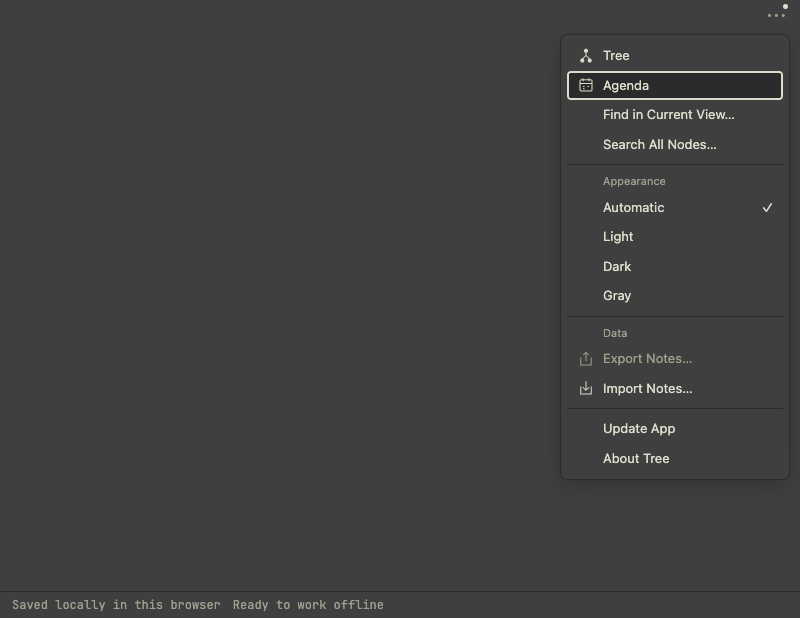 Tree
Agenda
Find in Current View...
Search All Nodes...
Appearance
Automatic
Light
Dark
Gray
Data
Export Notes...
Import Notes...
Update App
About Tree
Saved locally in this browser Ready to work offline